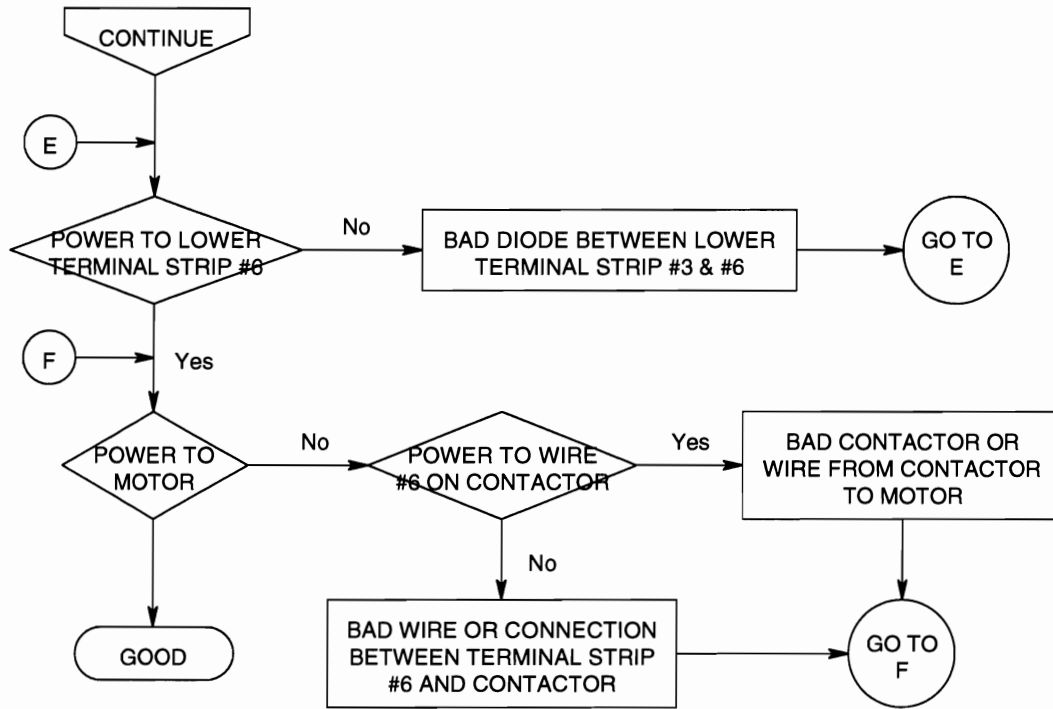 CONTINUE
E
POWER TO LOWER
TERMINAL STRIP #6
No
BAD DIODE BETWEEN LOWER
TERMINAL STRIP #3 & #6
GO TO
E
F
Yes
POWER TO
MOTOR
No
POWER TO WIRE
#6 ON CONTACTOR
Yes
BAD CONTACTOR OR
WIRE FROM CONTACTOR
TO MOTOR
No
GOOD
BAD WIRE OR CONNECTION
BETWEEN TERMINAL STRIP
#6 AND CONTACTOR
GO TO
F